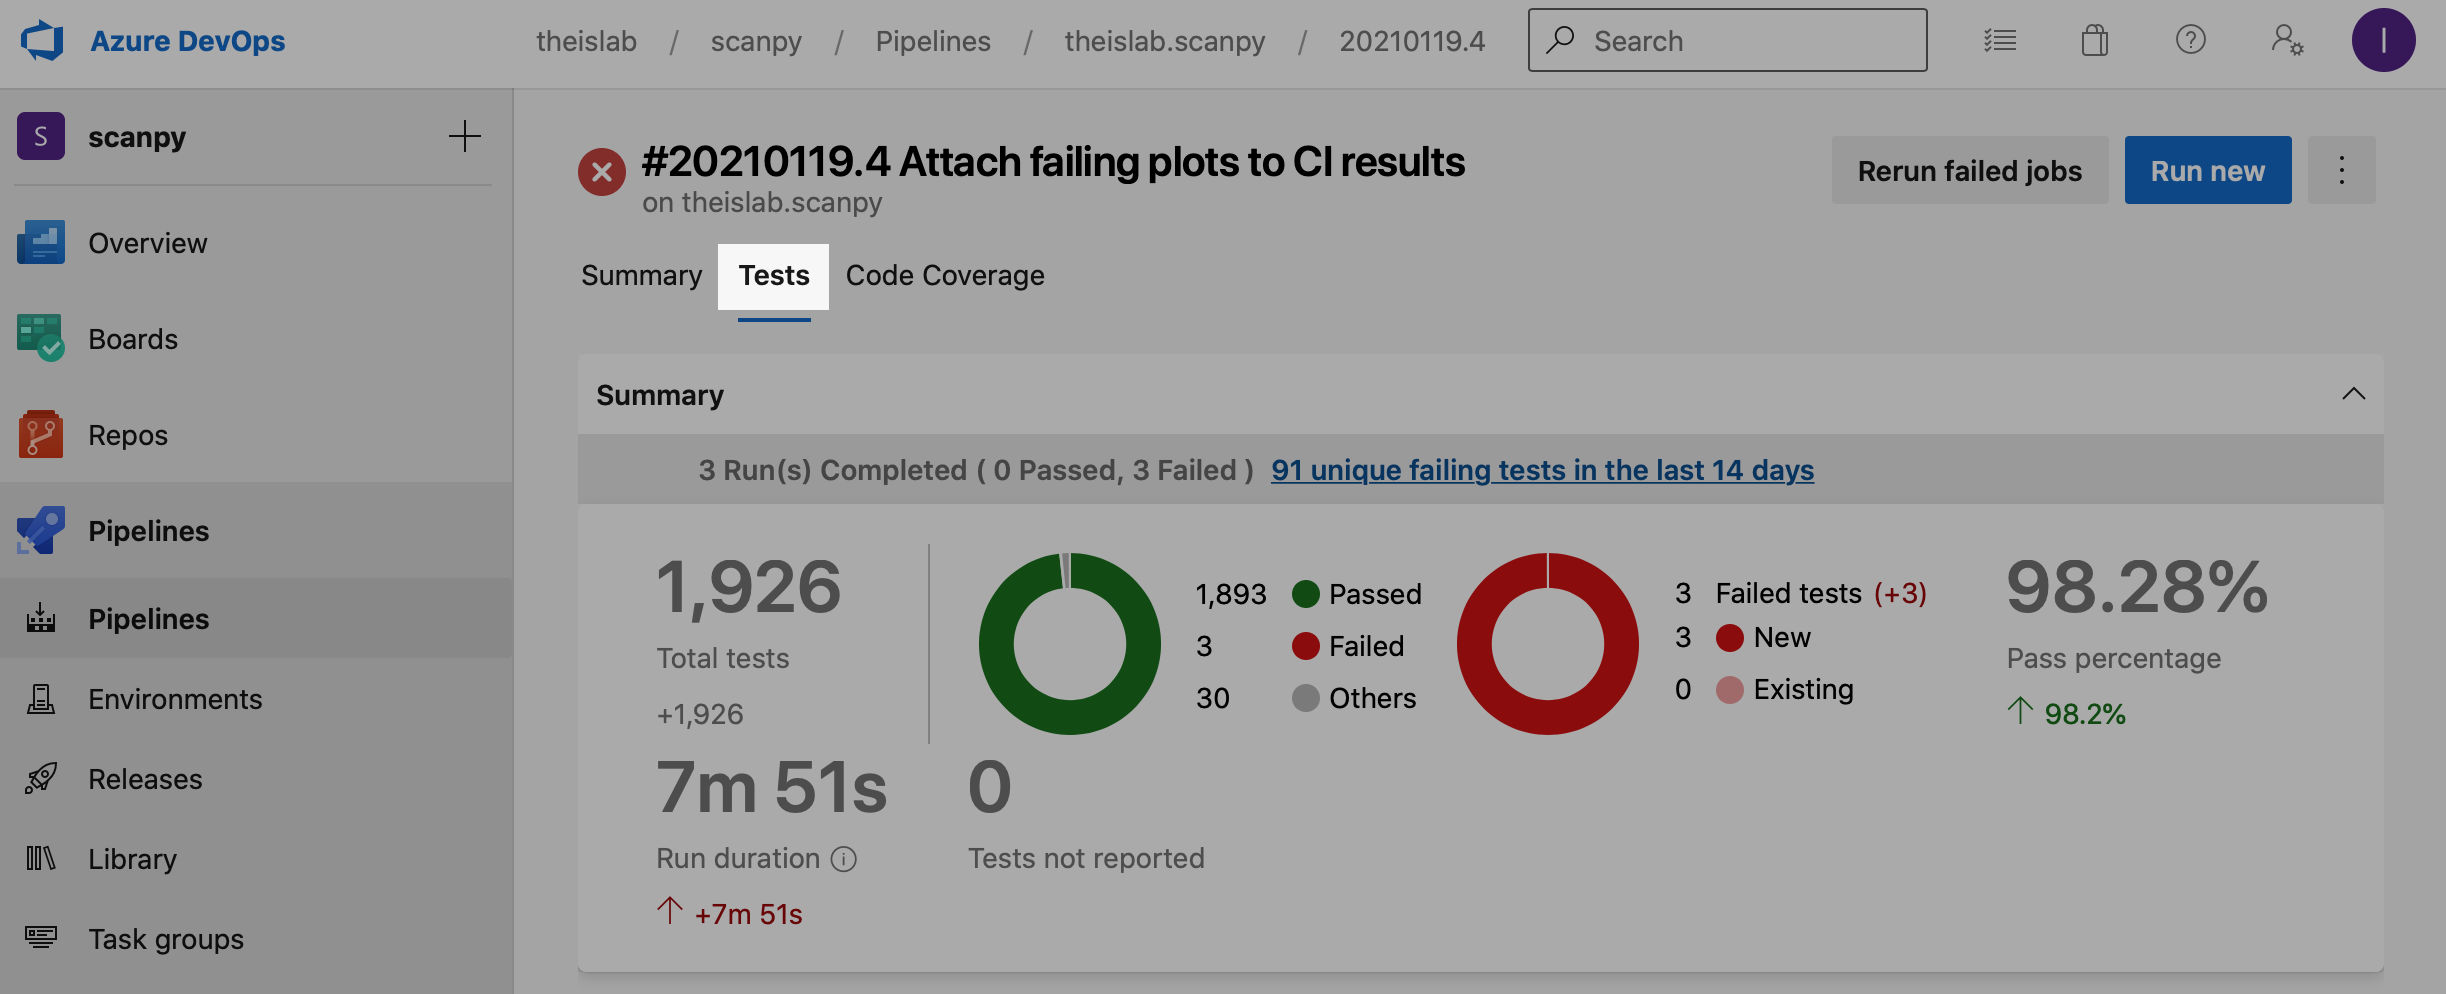 Azure DevOps
theislab / scanpy / Pipelines / theislab.scanpy / 20210119.4
Search
I
S
scanpy
Overview
Boards
Repos
Pipelines
Pipelines
Environments
Releases
Library
Task groups
#20210119.4 Attach failing plots to CI results
on theislab.scanpy
Rerun failed jobs
Run new
Summary Tests Code Coverage
Summary
3 Run(s) Completed ( 0 Passed, 3 Failed ) 91 unique failing tests in the last 14 days
1,926
Total tests
+1,926
1,893 Passed
3 Failed
30 Others
3 Failed tests (+3)
3 New
0 Existing
98.28%
Pass percentage
98.2%
7m 51s
Run duration
+7m 51s
0
Tests not reported